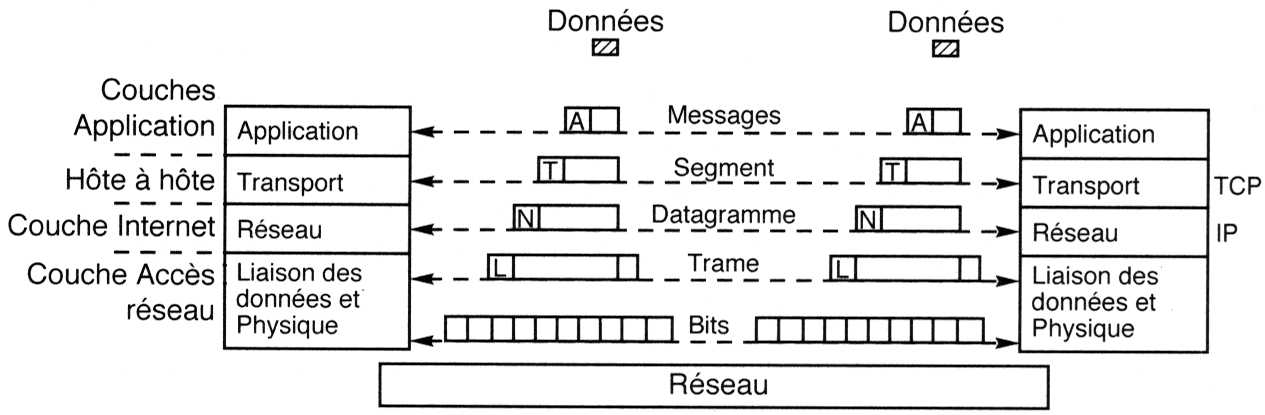 Données
Données
Couches
Application
Application
A
Messages
A
Application
Hôte à hôte
Transport
T
Segment
T
Transport
TCP
Couche Internet
Réseau
N
Datagramme
N
Réseau
IP
Couche Accès
réseau
Liaison des
données et
Physique
L
Trame
L
Liaison des
données et
Physique
Bits
Réseau